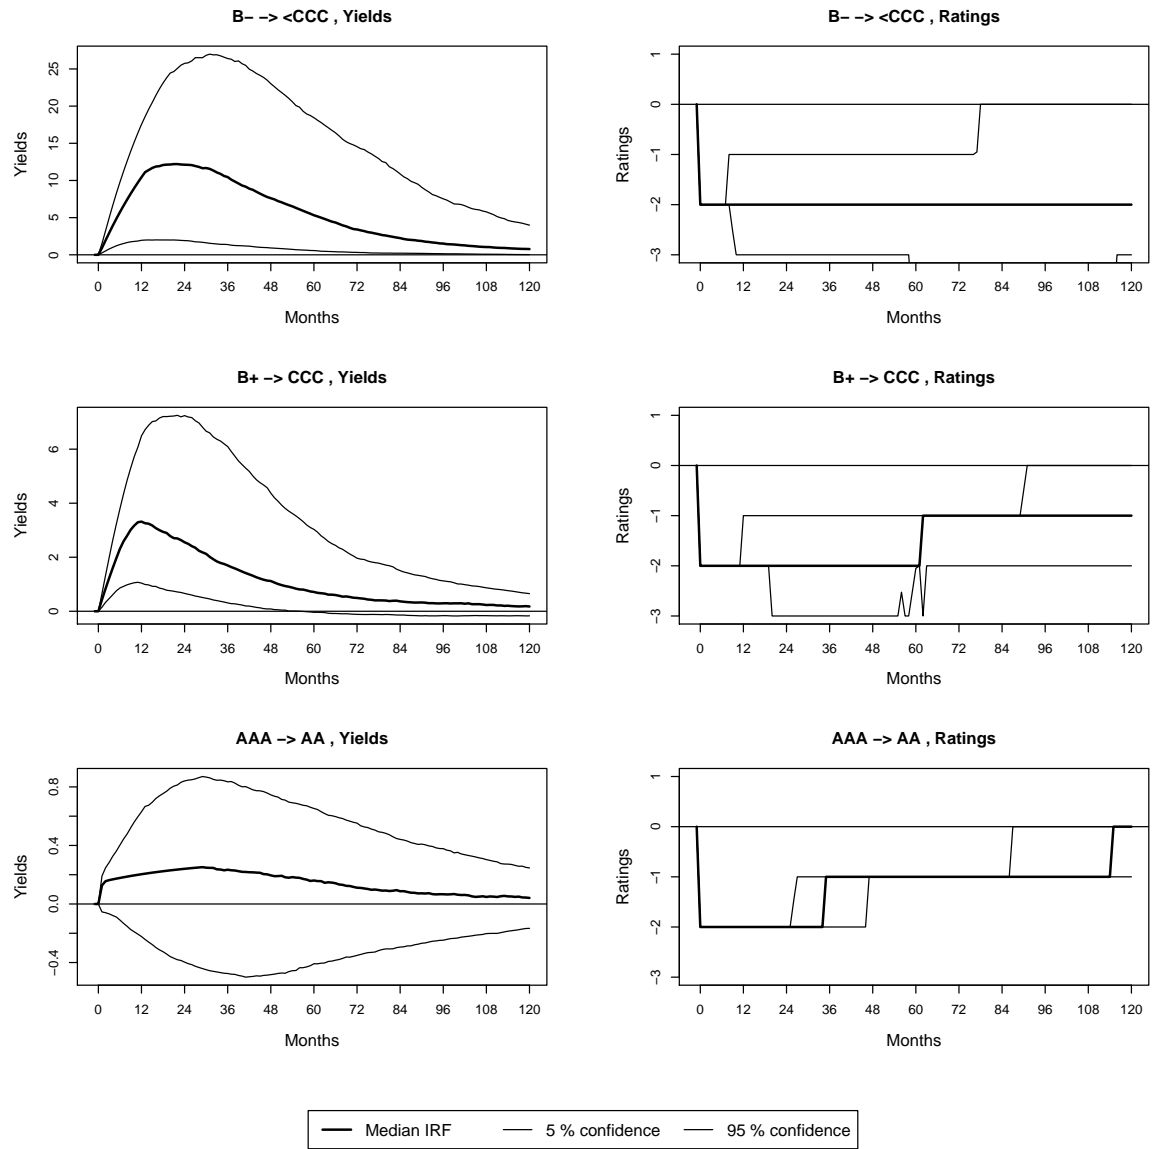 B− −> <CCC , Yields
Yields
0 5 10 15 20 25
0 12 24 36 48 60 72 84 96 108 120
Months
B− −> <CCC , Ratings
Ratings
−3 −2 −1 0 1
0 12 24 36 48 60 72 84 96 108 120
Months
B+ −> CCC , Yields
Yields
0 2 4 6
0 12 24 36 48 60 72 84 96 108 120
Months
B+ −> CCC , Ratings
Ratings
−3 −2 −1 0 1
0 12 24 36 48 60 72 84 96 108 120
Months
AAA −> AA , Yields
Yields
−0.4 0.0 0.4 0.8
0 12 24 36 48 60 72 84 96 108 120
Months
AAA −> AA , Ratings
Ratings
−3 −2 −1 0 1
0 12 24 36 48 60 72 84 96 108 120
Months
Median IRF 5 % confidence 95 % confidence